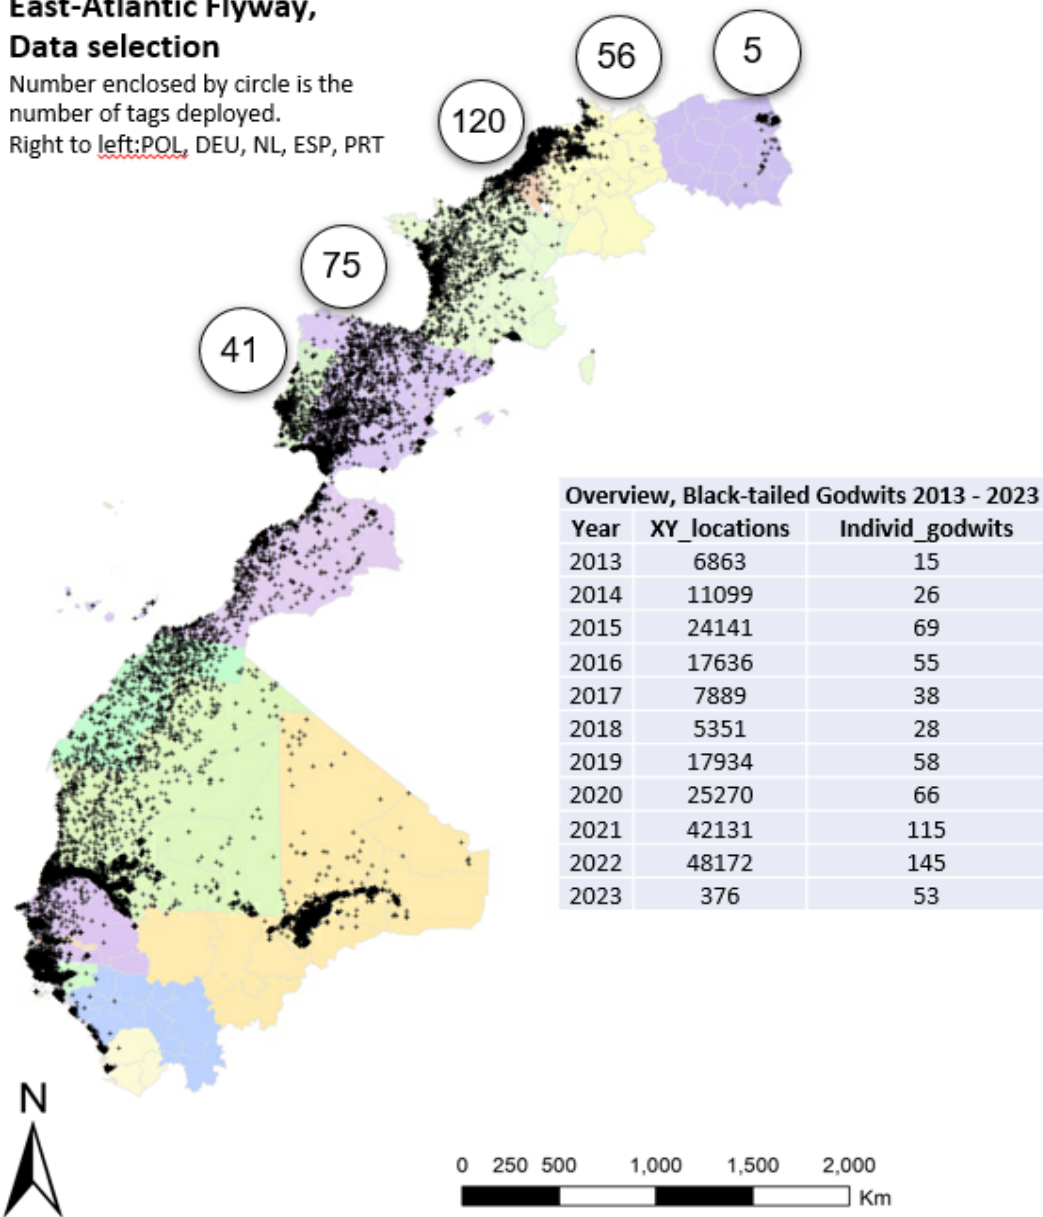 East-Atlantic Flyway,
Data selection
Number enclosed by circle is the
number of tags deployed.
Right to left:POL, DEU, NL, ESP, PRT
5
56
120
75
41
Overview, Black-tailed Godwits 2013 - 2023
Year XY_locations Individ_godwits
2013 6863 15
2014 11099 26
2015 24141 69
2016 17636 55
2017 7889 38
2018 5351 28
2019 17934 58
2020 25270 66
2021 42131 115
2022 48172 145
2023 376 53
N
0 250 500 1,000 1,500 2,000
Km